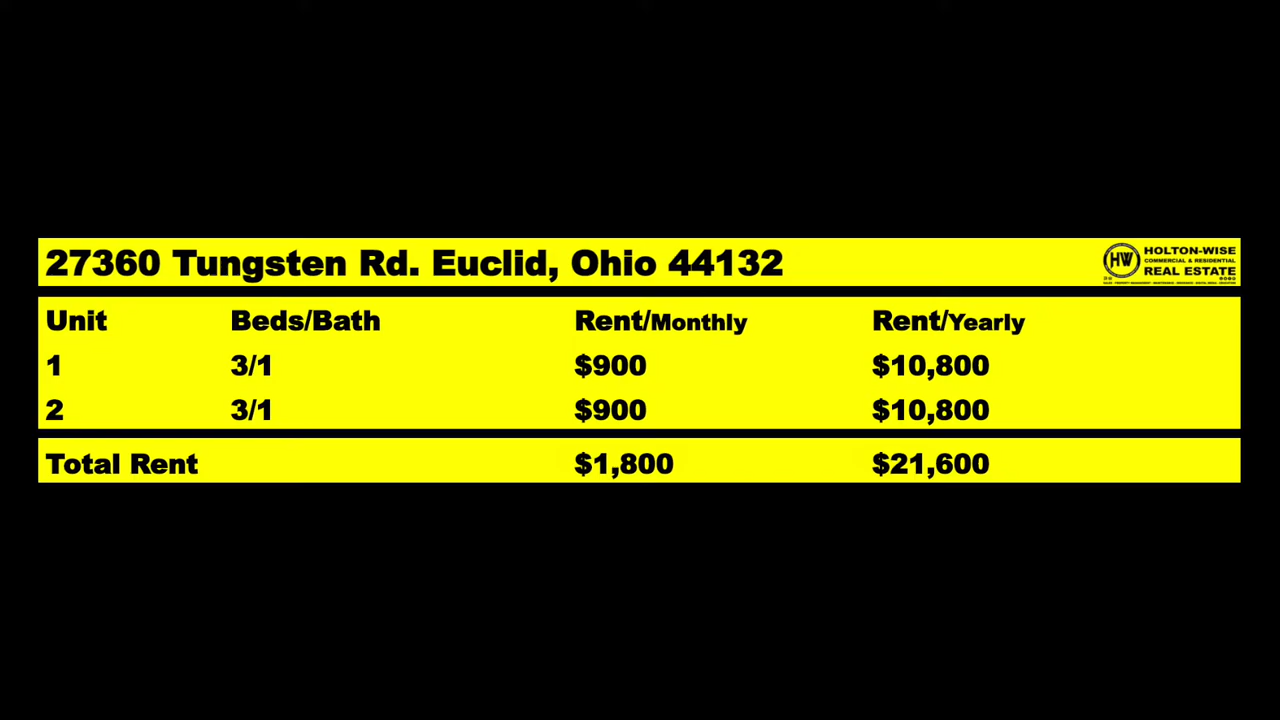 27360 Tungsten Rd. Euclid, Ohio 44132
HW
HOLTON-WISE
COMMERCIAL & RESIDENTIAL
REAL ESTATE
Unit Beds/Bath Rent/Monthly Rent/Yearly
1 3/1 $900 $10,800
2 3/1 $900 $10,800
Total Rent $1,800 $21,600